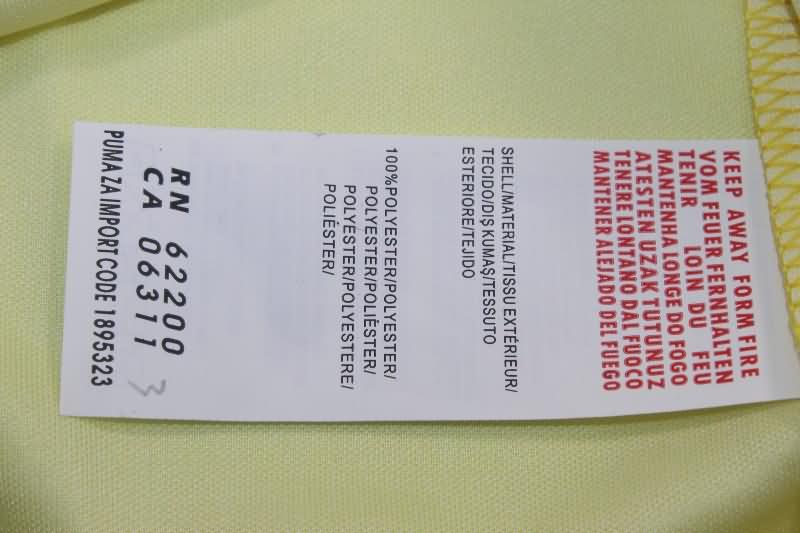 KEEP AWAY FORM FIRE
VOM FEUER FERNHALTEN
TENIR LOIN DU FEU
MANTENHA LONGE DO FOGO
ATESTEN UZAK TUTUNUZ
TENERE LONTANO DAL FUOCO
MANTENER ALEJADO DEL FUEGO
SHELL/MATERIAL/TISSU EXTÉRIEUR/
TECIDO/DIŞ KUMAŞ/TESSUTO
ESTERIORE/TEJIDO
100%POLYESTER/POLYESTER/
POLYESTER/POLIÉSTER/
POLYESTER/POLYESTERE/
POLIÉSTER/
RN 62200
CA 06311
3
PUMA ZA IMPORT CODE 1895323